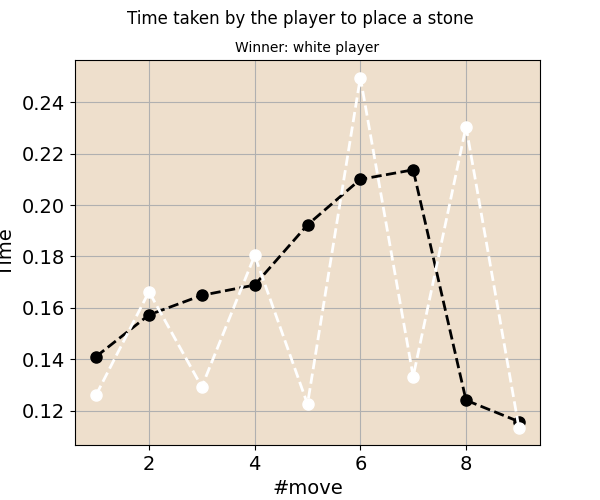 Time taken by the player to place a stone
Winner: white player
0.24
0.22
0.20
0.18
0.16
0.14
0.12
Time
2 4 6 8
#move